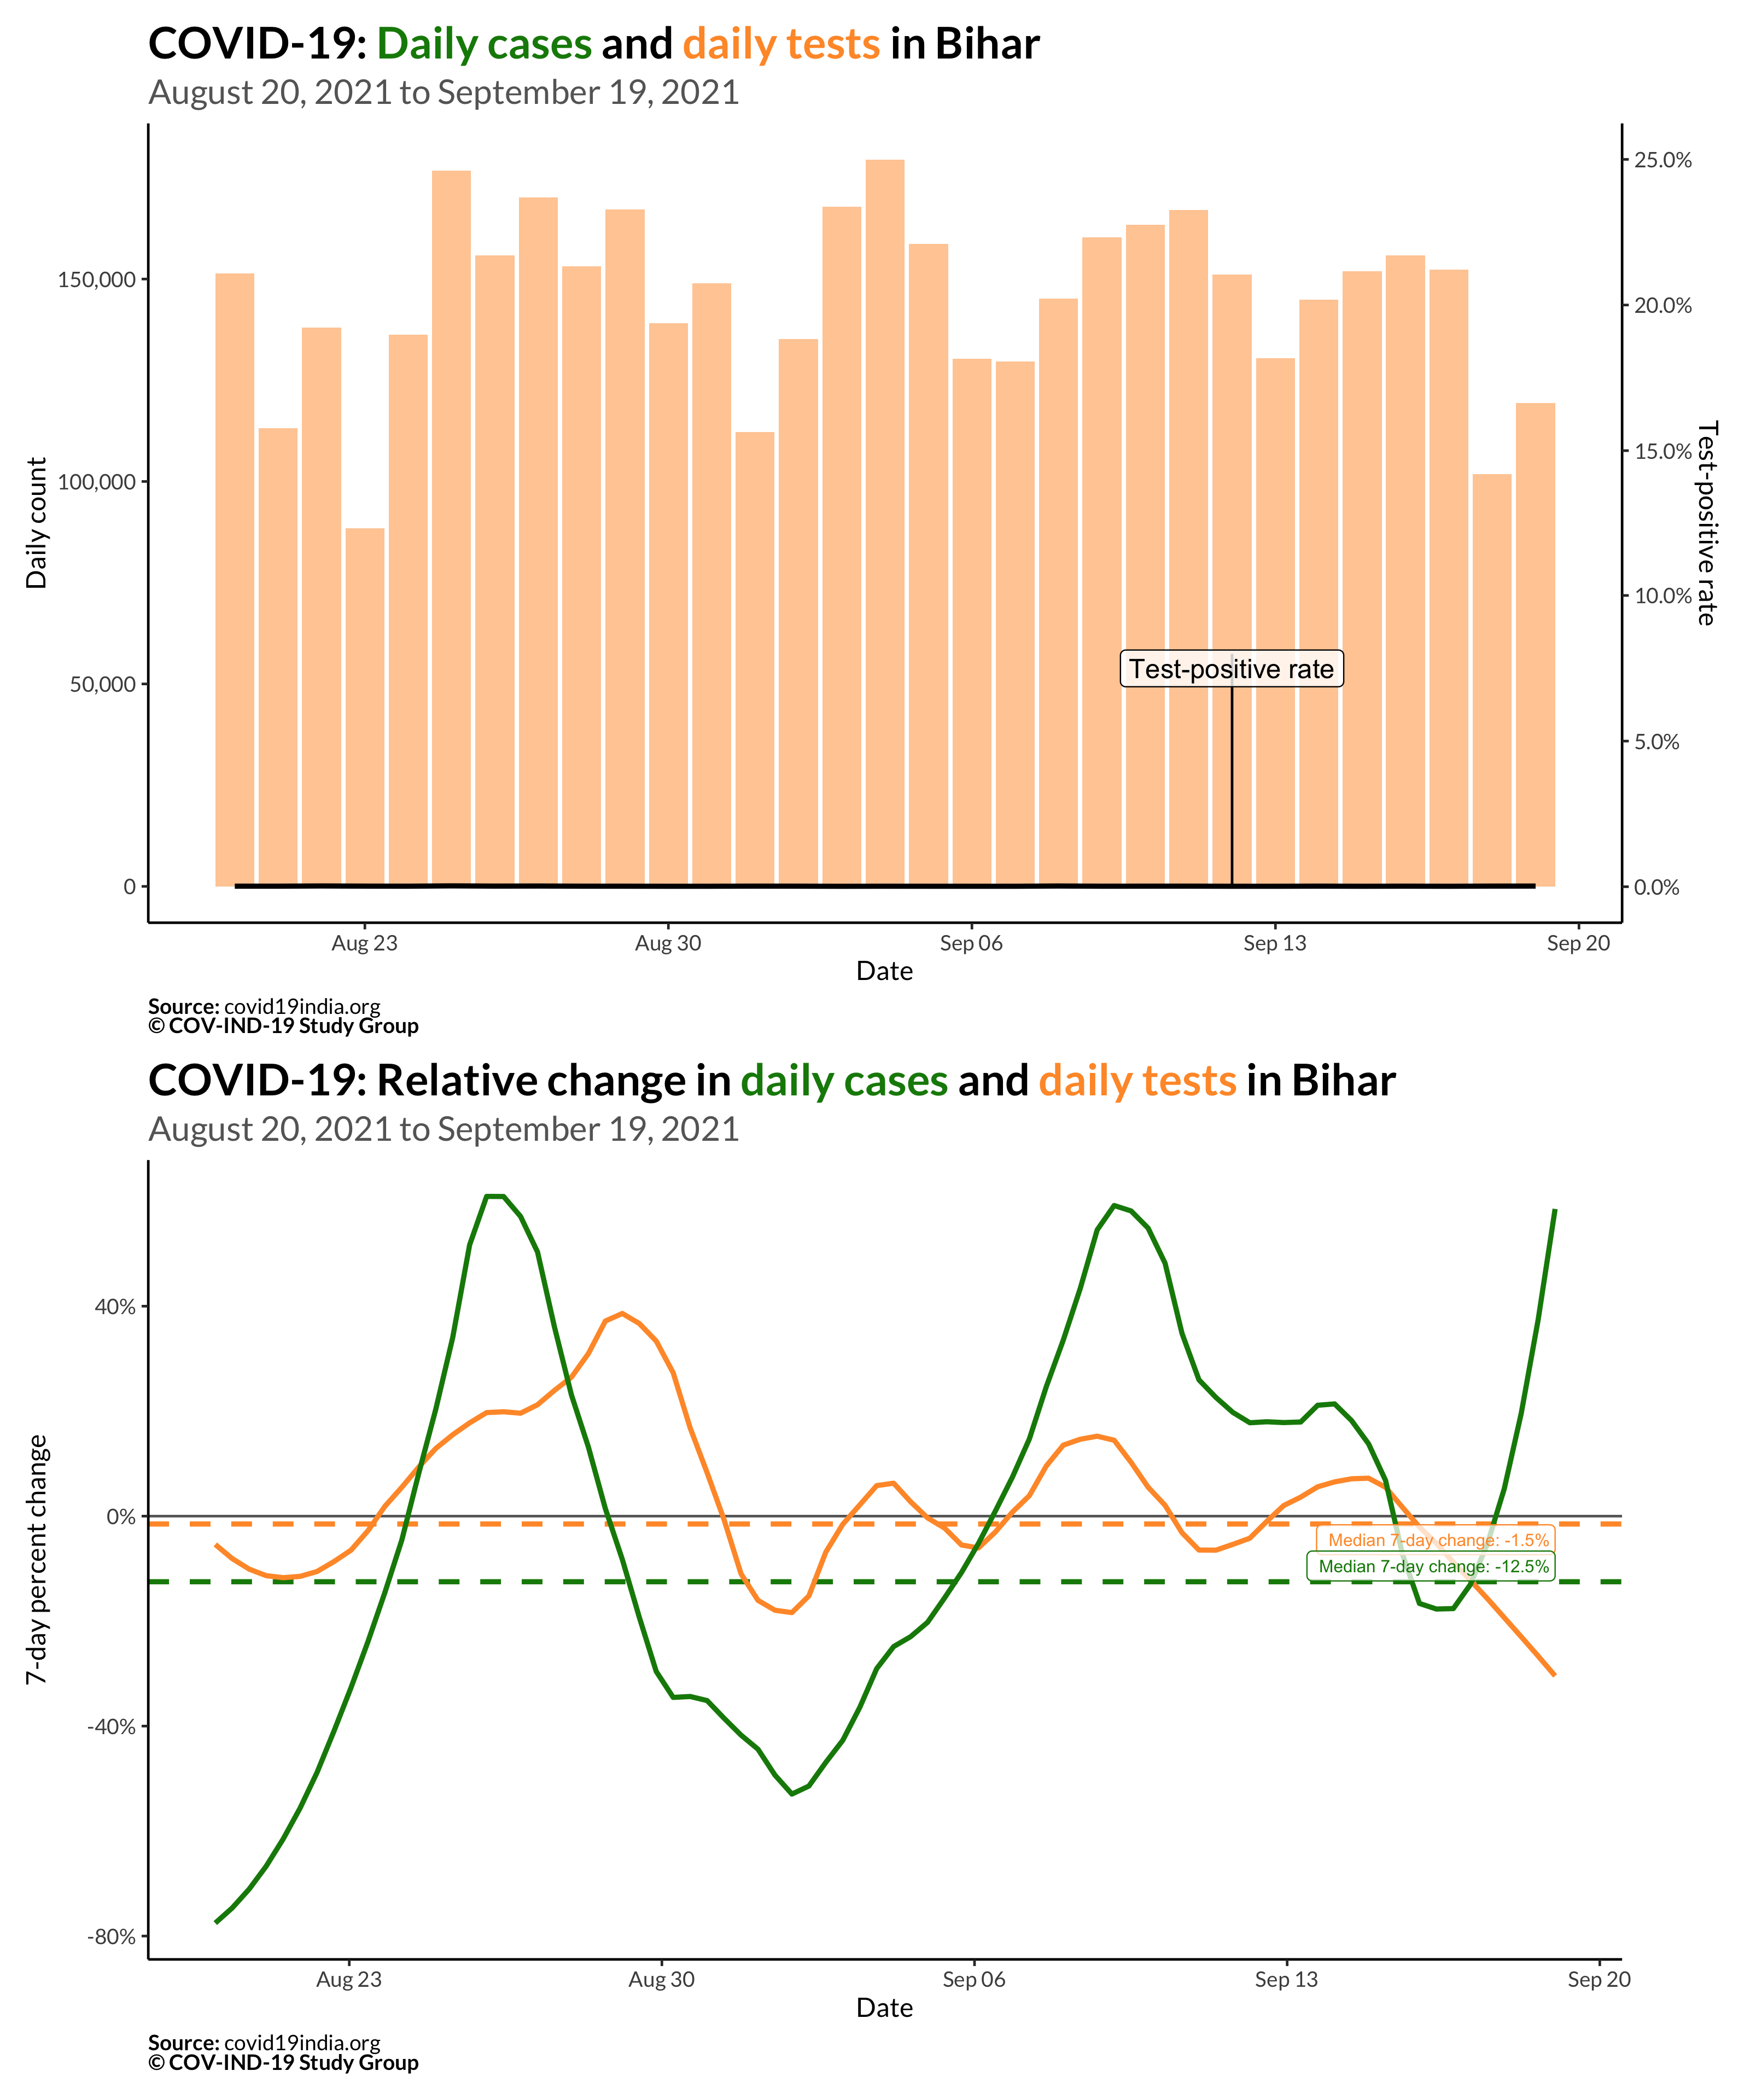 COVID-19: Daily cases and daily tests in Bihar
August 20, 2021 to September 19, 2021
Daily count
150,000
100,000
50,000
0
25.0%
20.0%
15.0%
10.0%
5.0%
0.0%
Test-positive rate
Test-positive rate
Aug 23
Aug 30
Sep 06
Sep 13
Sep 20
Date
Source: covid19india.org
© COV-IND-19 Study Group
COVID-19: Relative change in daily cases and daily tests in Bihar
August 20, 2021 to September 19, 2021
7-day percent change
40%
0%
-40%
-80%
Median 7-day change: -1.5%
Median 7-day change: -12.5%
Aug 23
Aug 30
Sep 06
Sep 13
Sep 20
Date
Source: covid19india.org
© COV-IND-19 Study Group